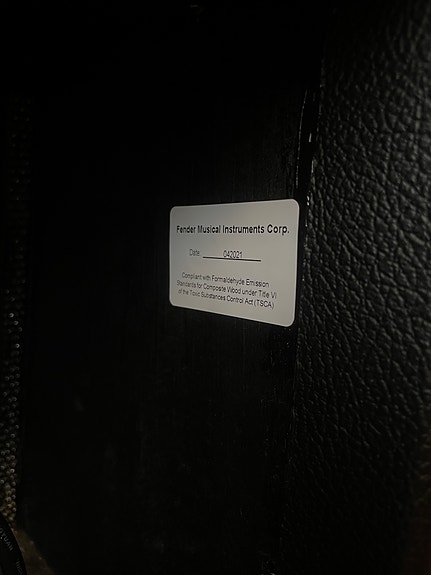 Fender Musical Instruments Corp.
Date: 042021
Compliant with Formaldehyde Emission
Standards for Composite Wood under Title VI
of the Toxic Substances Control Act (TSCA)